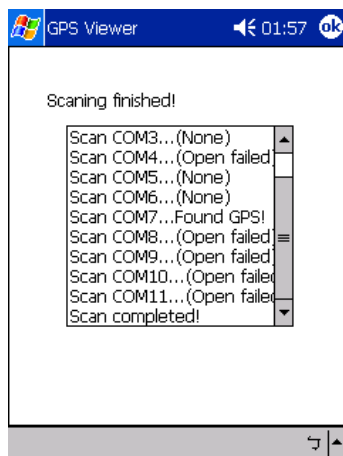 GPS Viewer 01:57 ok
Scaning finished!
Scan COM3...(None)
Scan COM4...(Open failed)
Scan COM5...(None)
Scan COM6...(None)
Scan COM7...Found GPS!
Scan COM8...(Open failed)
Scan COM9...(Open failed)
Scan COM10...(Open failed
Scan COM11...(Open failed
Scan completed!